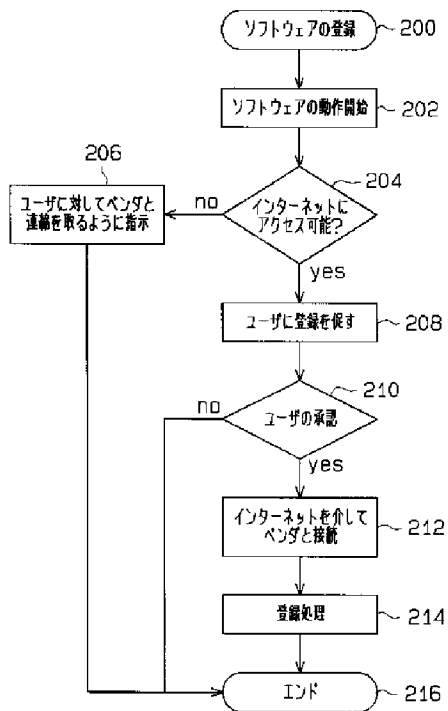 ソフトウェアの登録
200
ソフトウェアの動作開始
202
206
ユーザに対してベンダと
連絡を取るように指示
no
インターネットに
アクセス可能?
204
yes
ユーザに登録を促す
208
no
ユーザの承認
210
yes
インターネットを介して
ベンダと接続
212
登録処理
214
エンド
216